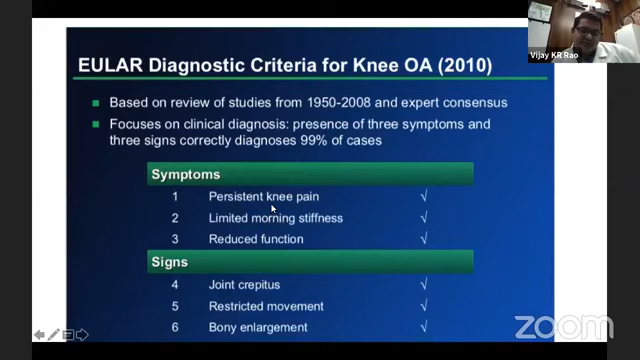 EULAR Diagnostic Criteria for Knee OA (2010)
Based on review of studies from 1950-2008 and expert consensus
Focuses on clinical diagnosis: presence of three symptoms and
three signs correctly diagnoses 99% of cases
Symptoms
1 Persistent knee pain √
2 Limited morning stiffness √
3 Reduced function √
Signs
4 Joint crepitus √
5 Restricted movement √
6 Bony enlargement √
Vijay KR Rao
zoom